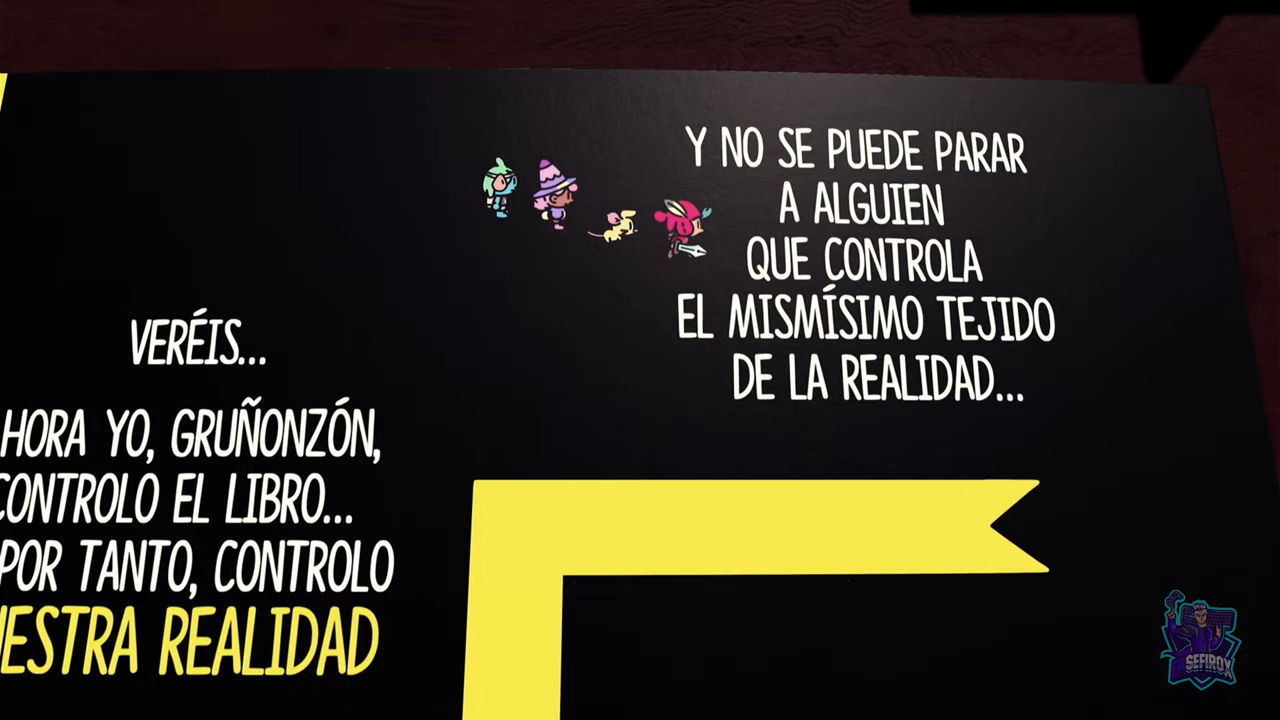 VERÉIS...
HORA YO, GRUÑONZÓN,
CONTROLO EL LIBRO...
POR TANTO, CONTROLO
ESTRA REALIDAD
Y NO SE PUEDE PARAR
A ALGUIEN
QUE CONTROLA
EL MISMÍSIMO TEJIDO
DE LA REALIDAD...
SEFIROX